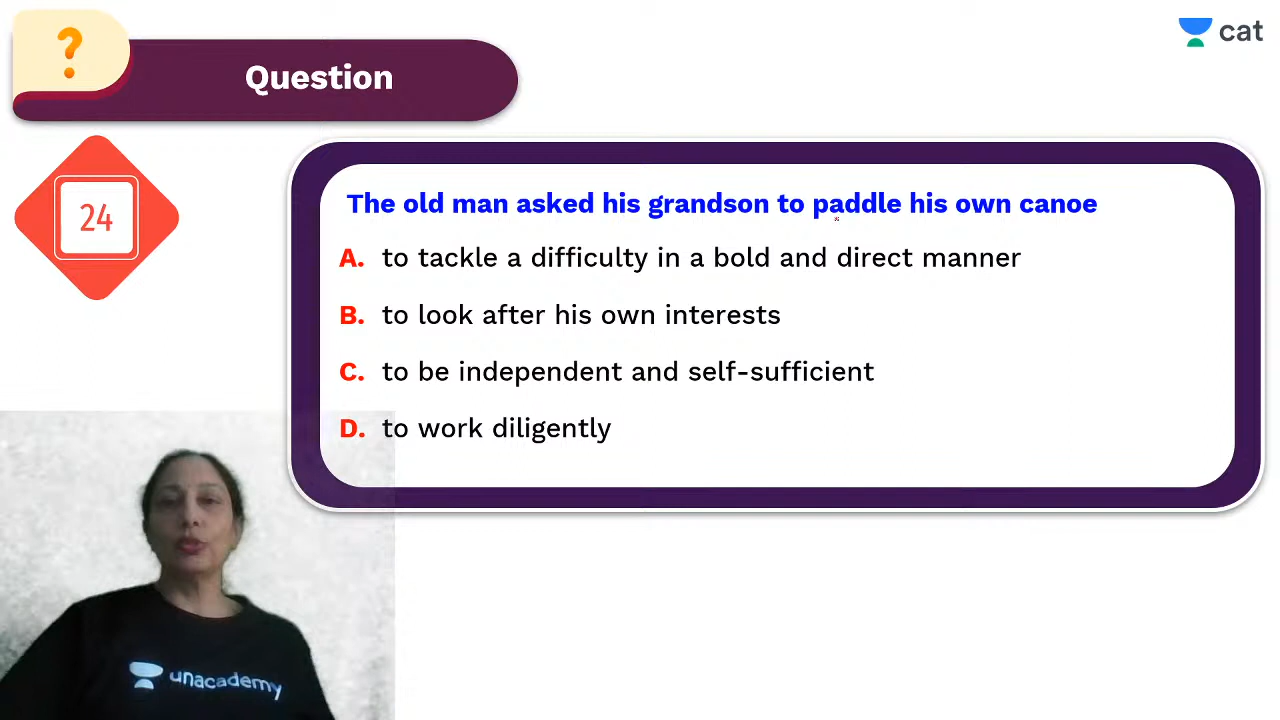 Question
cat
24
The old man asked his grandson to paddle his own canoe
A. to tackle a difficulty in a bold and direct manner
B. to look after his own interests
C. to be independent and self-sufficient
D. to work diligently
unacademy